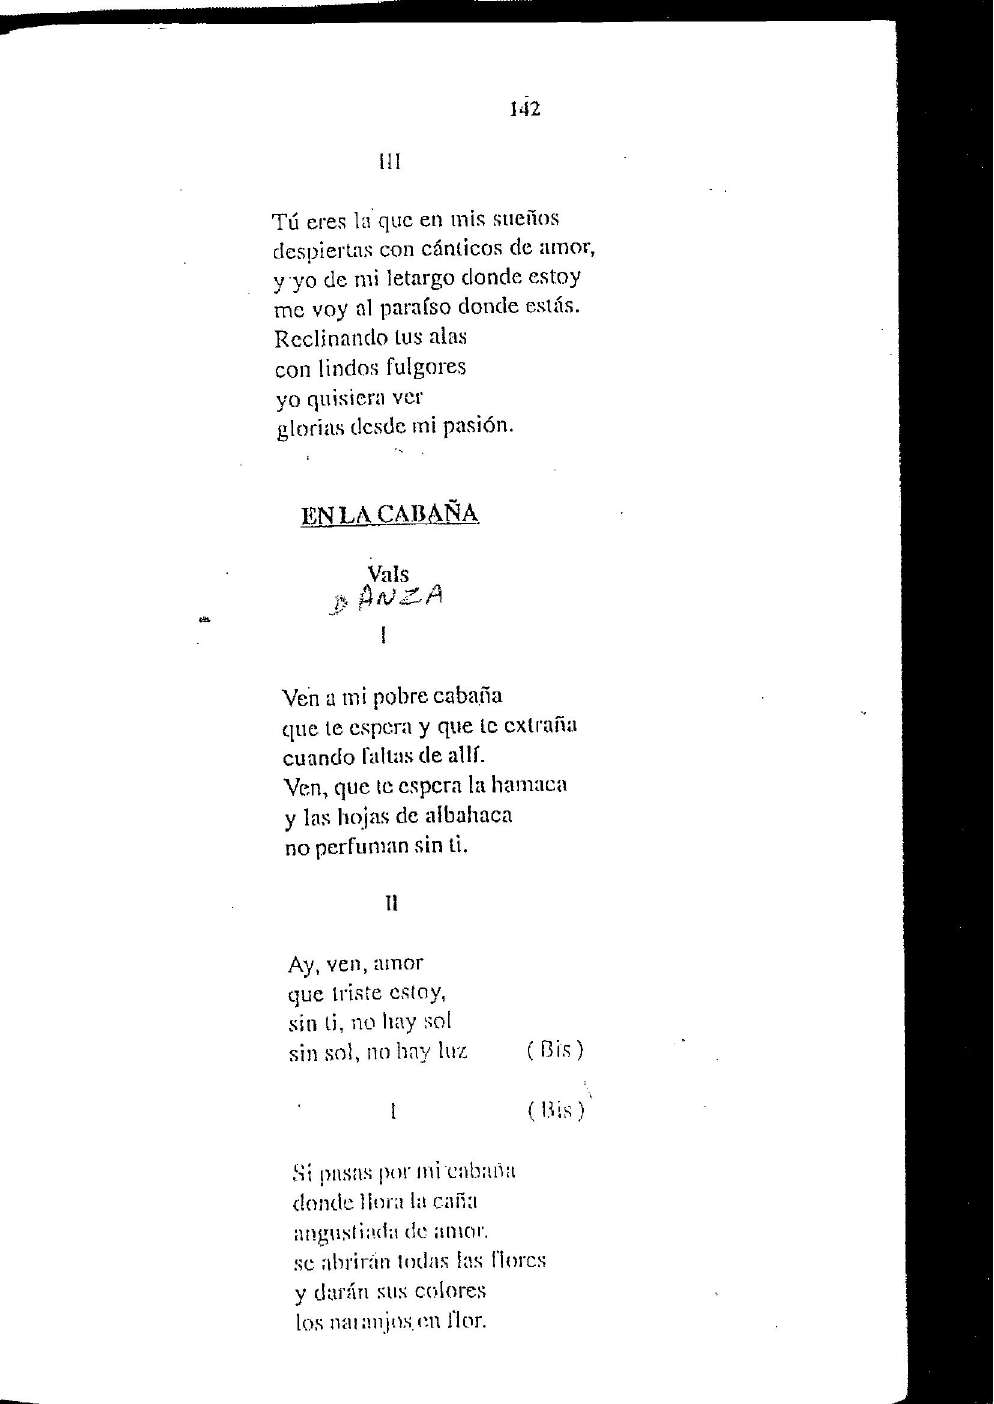 142
III
Tú eres la que en mis sueños
despiertas con cánticos de amor,
y yo de mi letargo donde estoy
me voy al paraíso donde estás.
Reclinando tus alas
con lindos fulgores
yo quisiera ver
glorias desde mi pasión.
EN LA CABAÑA
Vals
DANZA
I
Ven a mi pobre cabaña
que te espera y que te extraña
cuando faltas de allí.
Ven, que te espera la hamaca
y las hojas de albahaca
no perfuman sin ti.
II
Ay, ven, amor
que triste estoy,
sin ti, no hay sol
sin sol, no hay luz (Bis)
I (Bis)
Si pasas por mi cabaña
donde llora la caña
angustiada de amor.
se abrirán todas las flores
y darán sus colores
los naranjos en flor.